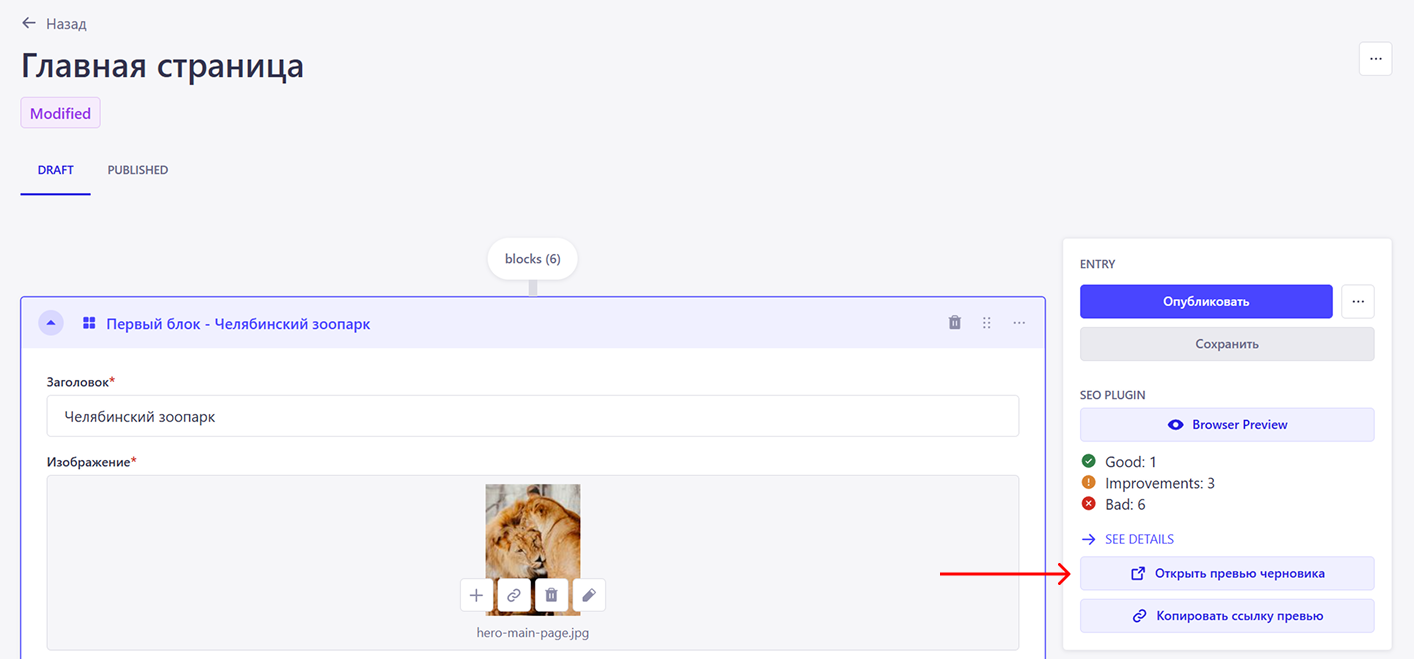 Назад
Главная страница
Modified
DRAFT PUBLISHED
blocks (6)
Первый блок - Челябинский зоопарк
Заголовок*
Челябинский зоопарк
Изображение*
hero-main-page.jpg
ENTRY
Опубликовать
Сохранить
SEO PLUGIN
Browser Preview
Good: 1
Improvements: 3
Bad: 6
SEE DETAILS
Открыть превью черновика
Копировать ссылку превью